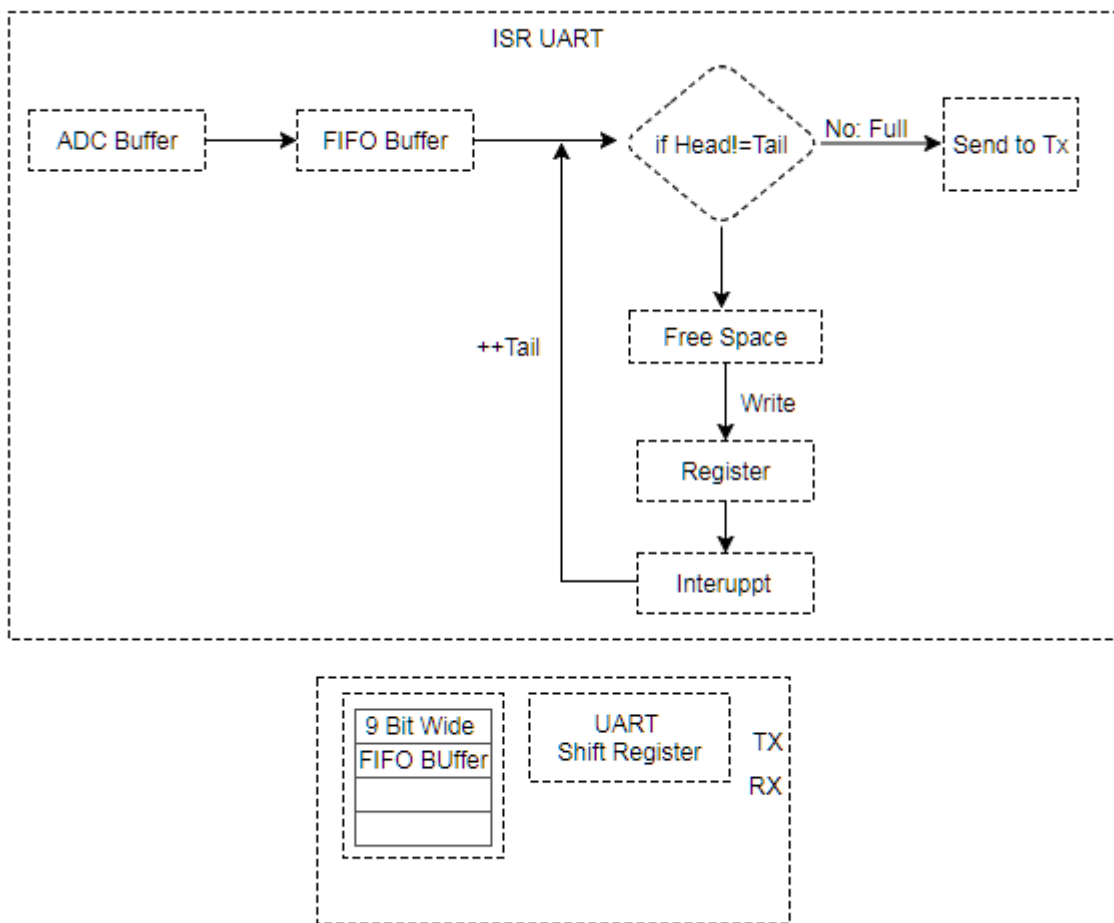 ISR UART
ADC Buffer
FIFO Buffer
if Head!=Tail
No: Full
Send to Tx
Free Space
++Tail
Write
Register
Interuppt
9 Bit Wide
FIFO BUffer
UART
Shift Register
TX
RX